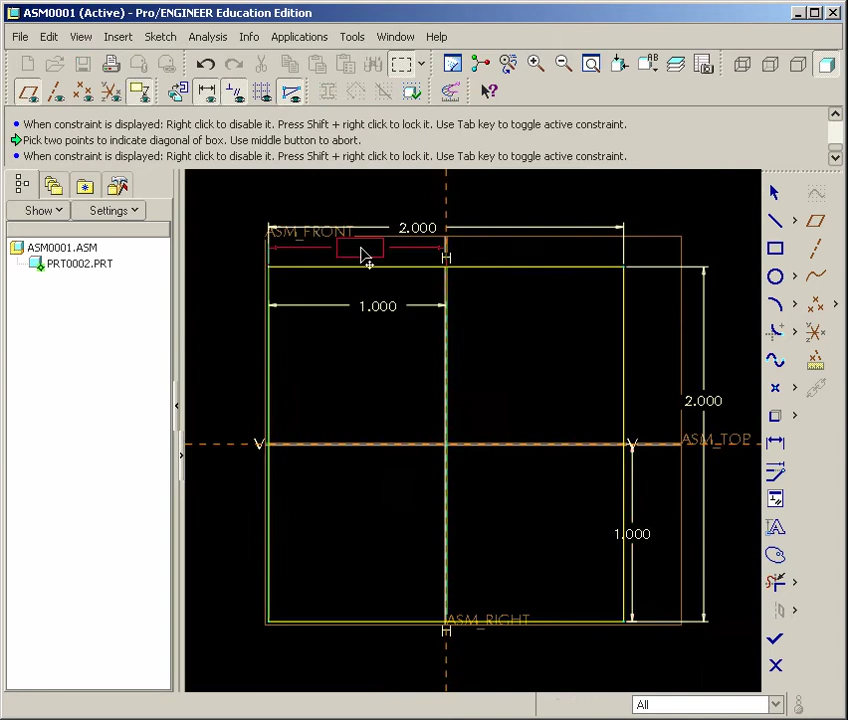 ASM0001 (Active) - Pro/ENGINEER Education Edition
File Edit View Insert Sketch Analysis Info Applications Tools Window Help
When constraint is displayed: Right click to disable it. Press Shift + right click to lock it. Use Tab key to toggle active constraint.
Pick two points to indicate diagonal of box. Use middle button to abort.
When constraint is displayed: Right click to disable it. Press Shift + right click to lock it. Use Tab key to toggle active constraint.
Show Settings
ASM0001.ASM
PRT0002.PRT
2.000
ASM_FRONT
H
1.000
2.000
V V ASM_TOP
1.000
ASM_RIGHT
H
All